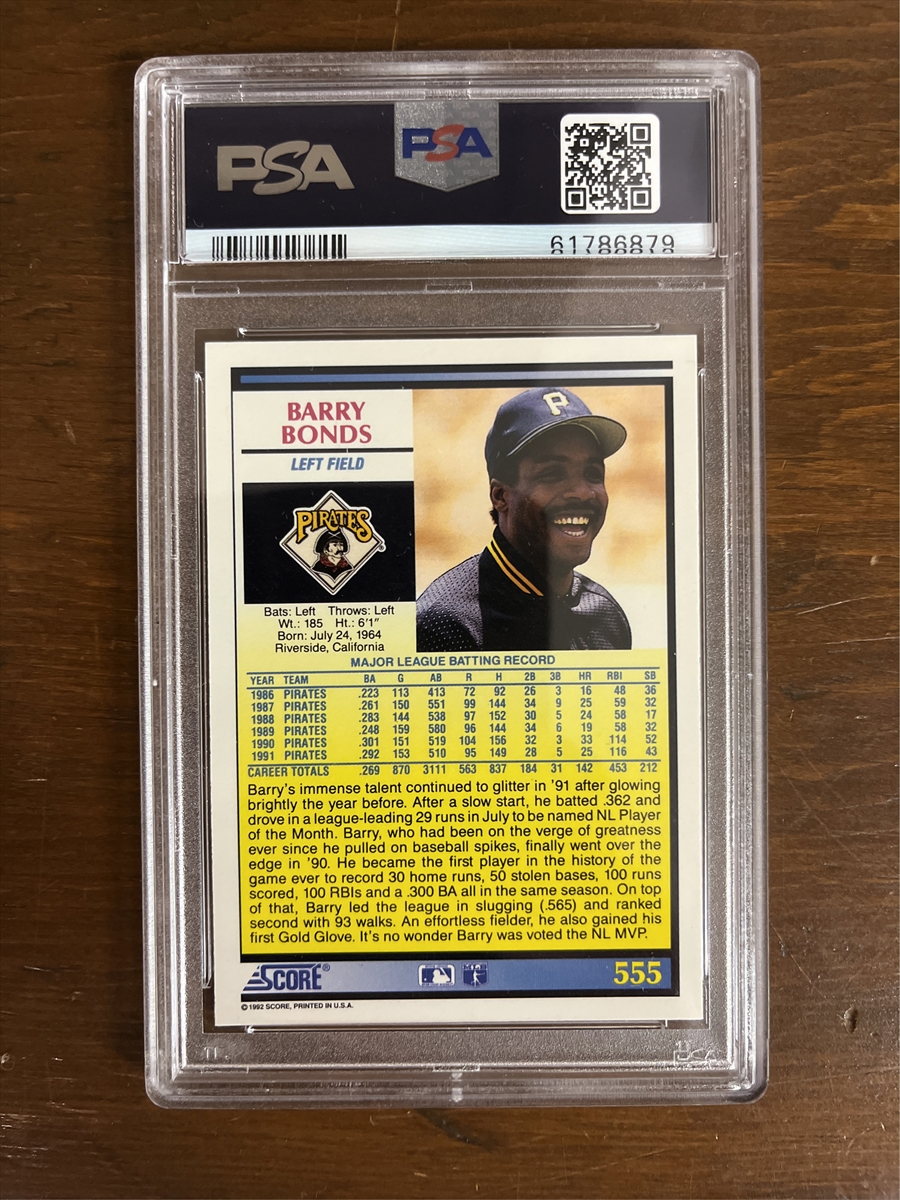 PSA
PSA
61786879
BARRY
BONDS
LEFT FIELD
P
PIRATES
Bats: Left Throws: Left
Wt.: 185 Ht.: 6'1"
Born: July 24, 1964
Riverside, California
MAJOR LEAGUE BATTING RECORD
YEAR TEAM BA G AB R H 2B 3B HR RBI SB
1986 PIRATES .223 113 413 72 92 26 3 16 48 36
1987 PIRATES .261 150 551 99 144 34 9 25 59 32
1988 PIRATES .283 144 538 97 152 30 5 24 58 17
1989 PIRATES .248 159 580 96 144 34 6 19 58 32
1990 PIRATES .301 151 519 104 156 32 3 33 114 52
1991 PIRATES .292 153 510 95 149 28 5 25 116 43
CAREER TOTALS .269 870 3111 563 837 184 31 142 453 212
Barry's immense talent continued to glitter in '91 after glowing
brightly the year before. After a slow start, he batted .362 and
drove in a league-leading 29 runs in July to be named NL Player
of the Month. Barry, who had been on the verge of greatness
ever since he pulled on baseball spikes, finally went over the
edge in '90. He became the first player in the history of the
game ever to record 30 home runs, 50 stolen bases, 100 runs
scored, 100 RBIs and a .300 BA all in the same season. On top
of that, Barry led the league in slugging (.565) and ranked
second with 93 walks. An effortless fielder, he also gained his
first Gold Glove. It's no wonder Barry was voted the NL MVP.
SCORE® 555
© 1992 SCORE, PRINTED IN U.S.A.